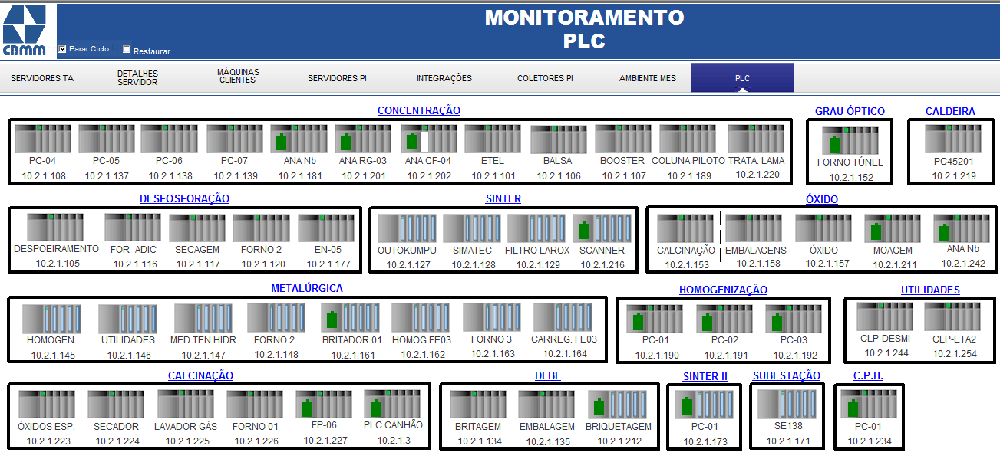 MONITORAMENTO
PLC
CBMM
Parar Ciclo
Restaurar
SERVIDORES TA
DETALHES
SERVIDOR
MÁQUINAS
CLIENTES
SERVIDORES PI
INTEGRAÇÕES
COLETORES PI
AMBIENTE MES
PLC
CONCENTRAÇÃO
PC-04 PC-05 PC-06 PC-07 ANA Nb ANA RG-03 ANA CF-04 ETEL BALSA BOOSTER COLUNA PILOTO TRATA. LAMA
10.2.1.108 10.2.1.137 10.2.1.138 10.2.1.139 10.2.1.181 10.2.1.201 10.2.1.202 10.2.1.101 10.2.1.106 10.2.1.107 10.2.1.189 10.2.1.220
GRAU ÓPTICO
FORNO TÚNEL
10.2.1.152
CALDEIRA
PC45201
10.2.1.219
DESFOSFORAÇÃO
DESPOEIRAMENTO FOR_ADIC SECAGEM FORNO 2 EN-05
10.2.1.105 10.2.1.116 10.2.1.117 10.2.1.120 10.2.1.177
SINTER
OUTOKUMPU SIMATEC FILTRO LAROX SCANNER
10.2.1.127 10.2.1.128 10.2.1.129 10.2.1.216
ÓXIDO
CALCINAÇÃO EMBALAGENS ÓXIDO MOAGEM ANA Nb
10.2.1.153 10.2.1.158 10.2.1.157 10.2.1.211 10.2.1.242
METALÚRGICA
HOMOGEN. UTILIDADES MED.TEN.HIDR FORNO 2 BRITADOR 01 HOMOG FE03 FORNO 3 CARREG. FE03
10.2.1.145 10.2.1.146 10.2.1.147 10.2.1.148 10.2.1.161 10.2.1.162 10.2.1.163 10.2.1.164
HOMOGENIZAÇÃO
PC-01 PC-02 PC-03
10.2.1.190 10.2.1.191 10.2.1.192
UTILIDADES
CLP-DESMI CLP-ETA2
10.2.1.244 10.2.1.254
CALCINAÇÃO
ÓXIDOS ESP. SECADOR LAVADOR GÁS FORNO 01 FP-06 PLC CANHÃO
10.2.1.223 10.2.1.224 10.2.1.225 10.2.1.226 10.2.1.227 10.2.1.3
DEBE
BRITAGEM EMBALAGEM BRIQUETAGEM
10.2.1.134 10.2.1.135 10.2.1.212
SINTER II
PC-01
10.2.1.173
SUBESTAÇÃO
SE138
10.2.1.171
C.P.H.
PC-01
10.2.1.234